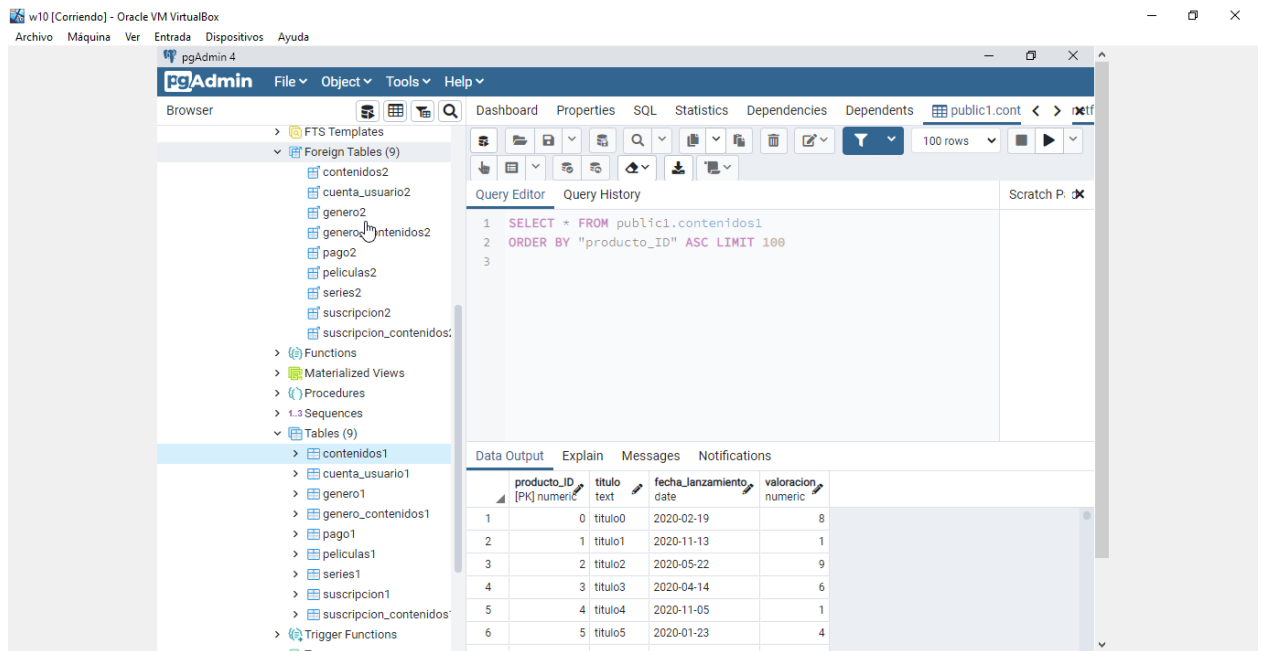 w10 [Corriendo] - Oracle VM VirtualBox
Archivo Máquina Ver Entrada Dispositivos Ayuda
pgAdmin 4
pgAdmin File Object Tools Help
Browser
Dashboard Properties SQL Statistics Dependencies Dependents public1.cont
FTS Templates
Foreign Tables (9)
contenidos2
cuenta_usuario2
genero2
pago2
peliculas2
series2
suscripcion2
suscripcion_contenidos2
Functions
Materialized Views
Procedures
1..3 Sequences
Tables (9)
contenidos1
cuenta_usuario1
genero1
genero_contenidos1
pago1
peliculas1
series1
suscripcion1
suscripcion_contenidos1
Trigger Functions
100 rows
Query Editor Query History
Scratch P
1 SELECT * FROM public1.contenidos1
2 ORDER BY "producto_ID" ASC LIMIT 100
3
Data Output Explain Messages Notifications
producto_ID titulo fecha_lanzamiento valoracion
[PK] numeric text date numeric
1 0 titulo0 2020-02-19 8
2 1 titulo1 2020-11-13 1
3 2 titulo2 2020-05-22 9
4 3 titulo3 2020-04-14 6
5 4 titulo4 2020-11-05 1
6 5 titulo5 2020-01-23 4